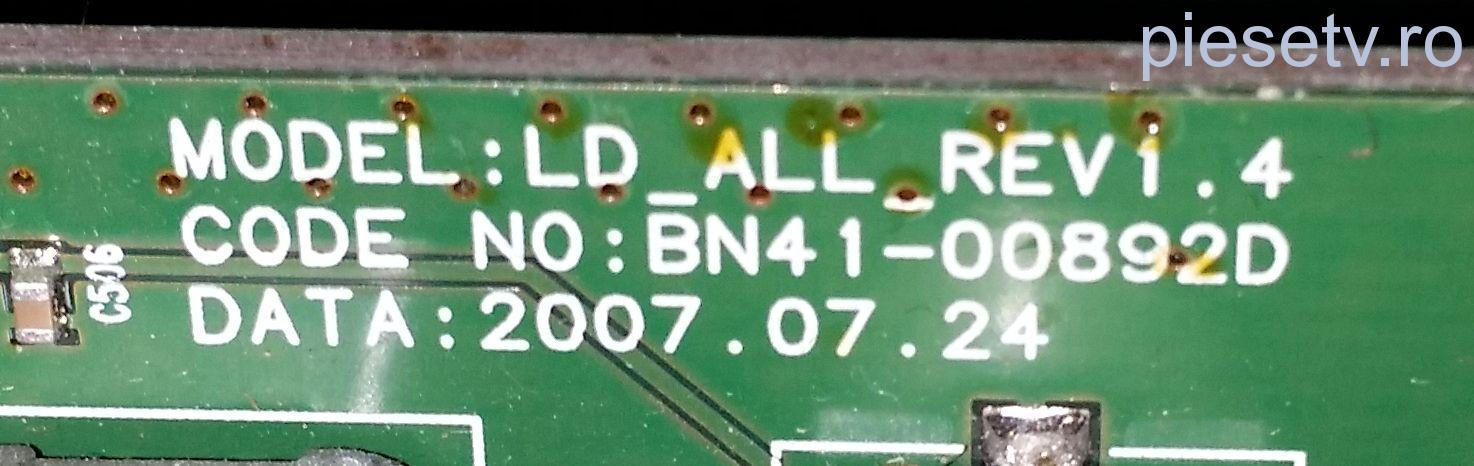 piesetv.ro
MODEL:LD_ALL_REV1.4
CODE NO:BN41-00892D
DATA:2007.07.24
C506